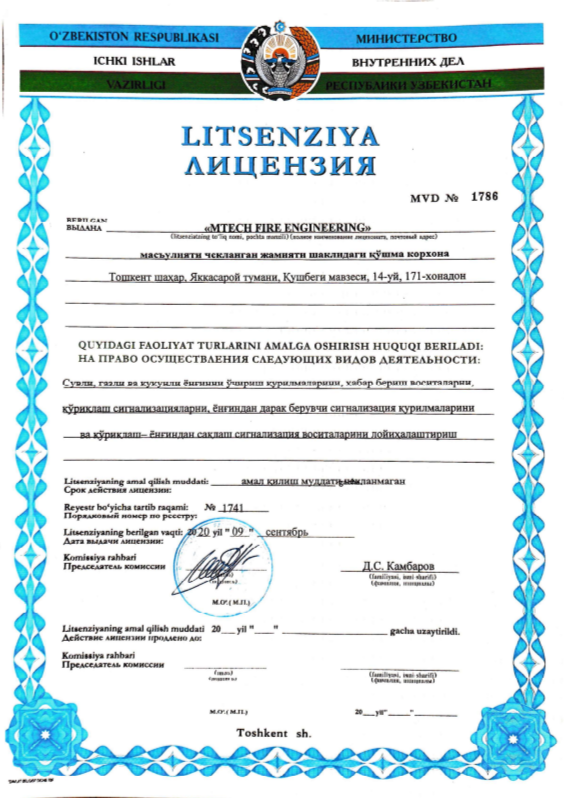 O‘ZBEKISTON RESPUBLIKASI
ICHKI ISHLAR
VAZIRLIGI
МИНИСТЕРСТВО
ВНУТРЕННИХ ДЕЛ
РЕСПУБЛИКИ УЗБЕКИСТАН
LITSENZIYA
ЛИЦЕНЗИЯ
MVD № 1786
BERILGAN
ВЫДАНА «MTECH FIRE ENGINEERING»
(litsenziatning to‘liq nomi, pochta manzili) (полное наименование лицензиата, почтовый адрес)
масъулияти чекланган жамияти шаклидаги қўшма корхона
Тошкент шаҳар, Яккасарой тумани, Қушбеги мавзеси, 14-уй, 171-хонадон
QUYIDAGI FAOLIYAT TURLARINI AMALGA OSHIRISH HUQUQI BERILADI:
НА ПРАВО ОСУЩЕСТВЛЕНИЯ СЛЕДУЮЩИХ ВИДОВ ДЕЯТЕЛЬНОСТИ:
Сувли, газли ва кукунли ёнғинни ўчириш қурилмаларини, хабар бериш воситаларни,
қўриқлаш сигнализацияларни, ёнғиндан дарак берувчи сигнализация қурилмаларини
ва қўриқлаш– ёнғиндан сақлаш сигнализация воситаларини лойиҳалаштириш
Litsenziyaning amal qilish muddati: амал қилиш муддати чекланмаган
Срок действия лицензии:
Reyestr bo‘yicha tartib raqami: № 1741
Порядковый номер по реестру:
Litsenziyaning berilgan vaqti: 2020 yil " 09 " сентябрь
Дата выдачи лицензии:
Komissiya rahbari
Председатель комиссии Д.С. Камбаров
(familiyasi, ismi sharifi)
(фамилия, инициалы)
M.O‘.( М.П.)
Litsenziyaning amal qilish muddati 20___ yil "____" ____________ gacha uzaytirildi.
Действие лицензии продлено до:
Komissiya rahbari
Председатель комиссии
(imzo)
(подпись)
(familiyasi, ismi sharifi)
(фамилия, инициалы)
M.O‘.( М.П.) 20___yil"_____"________
Toshkent sh.